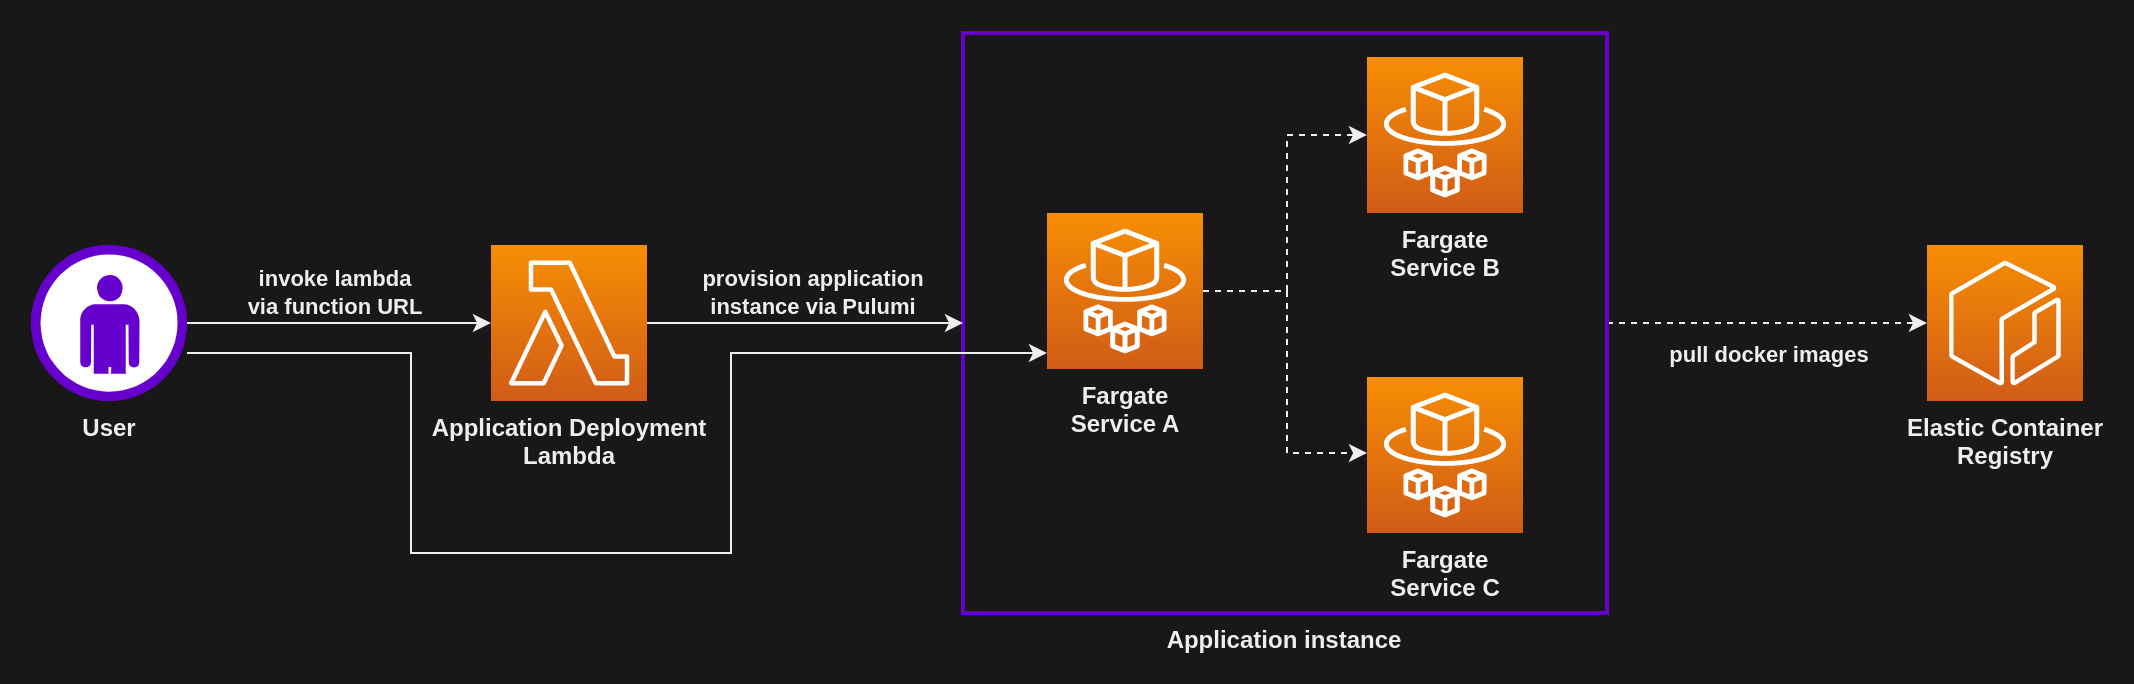 invoke lambda
via function URL
User
Application Deployment
Lambda
provision application
instance via Pulumi
Fargate
Service A
Fargate
Service B
Fargate
Service C
Application instance
pull docker images
Elastic Container
Registry